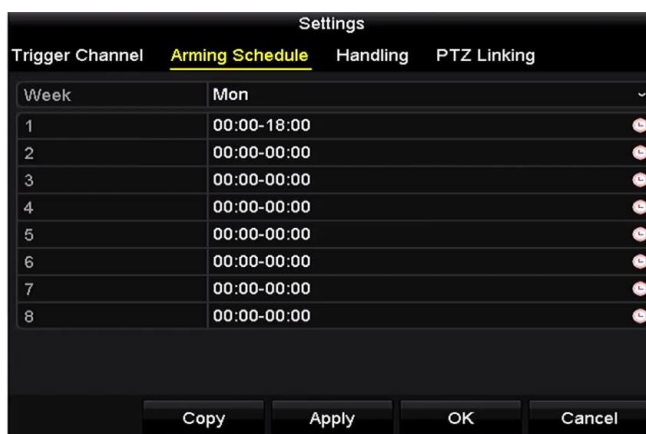 Settings
Trigger Channel Arming Schedule Handling PTZ Linking
Week Mon
1 00:00-18:00
2 00:00-00:00
3 00:00-00:00
4 00:00-00:00
5 00:00-00:00
6 00:00-00:00
7 00:00-00:00
8 00:00-00:00
Copy Apply OK Cancel